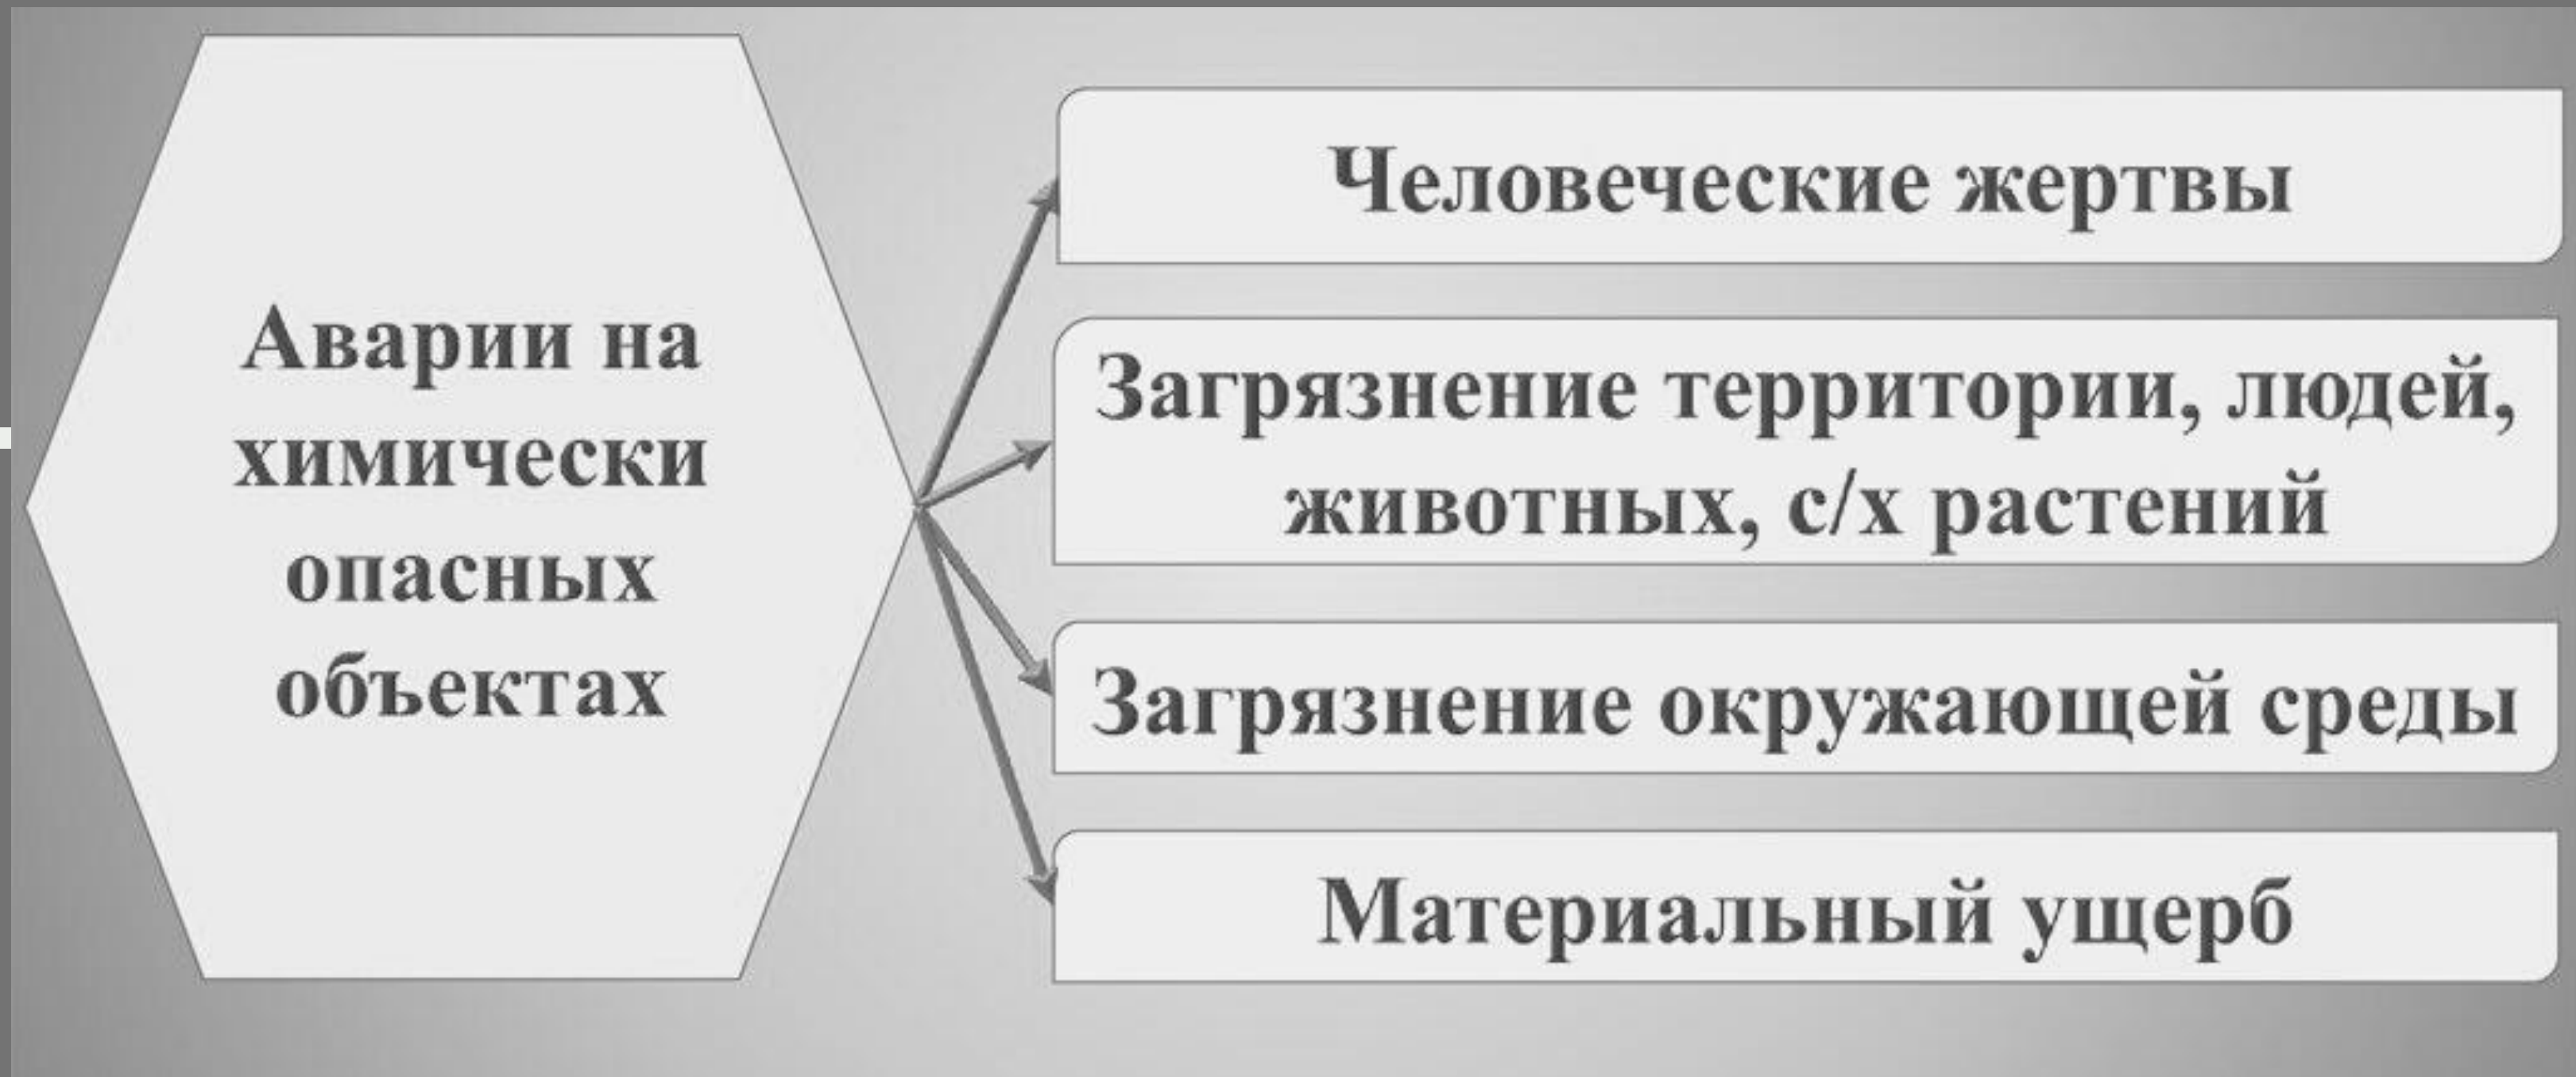 Аварии на
химически
опасных
объектах
Человеческие жертвы
Загрязнение территории, людей,
животных, с/х растений
Загрязнение окружающей среды
Материальный ущерб